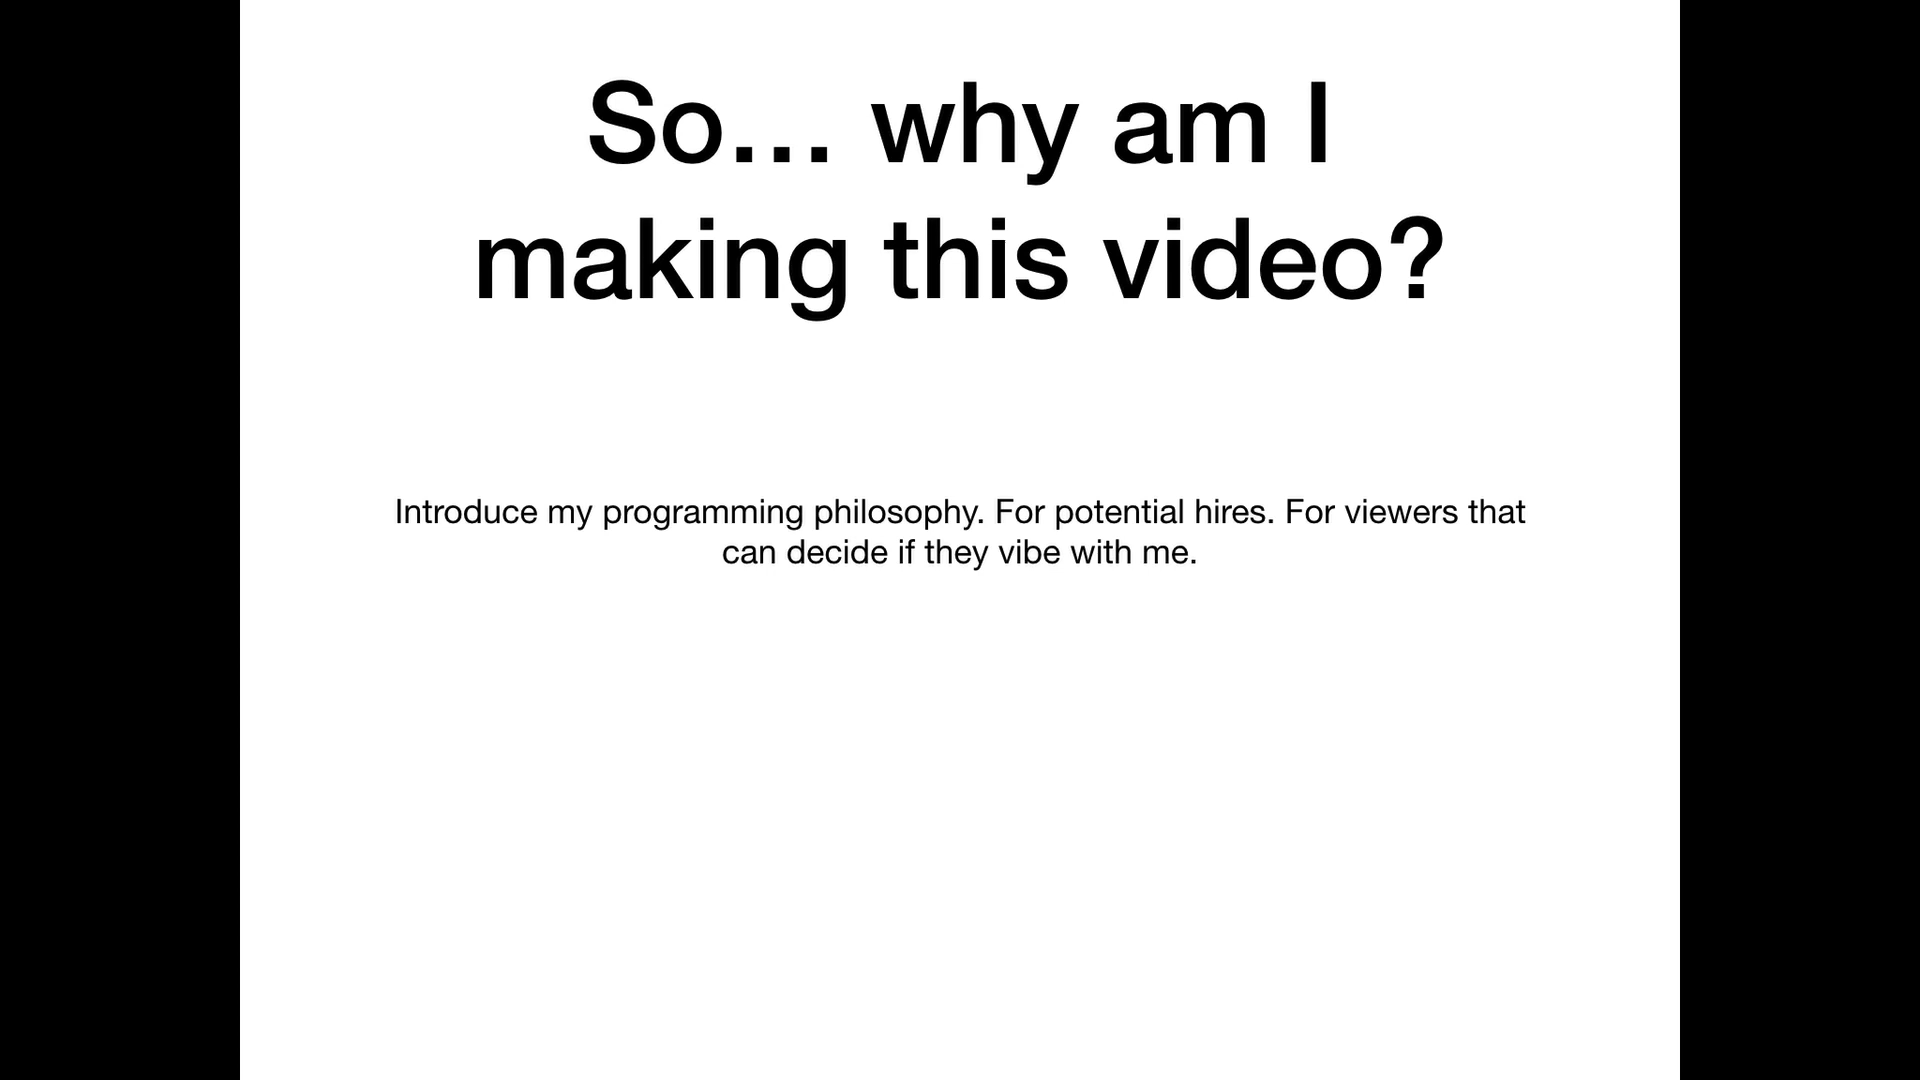 So... why am I
making this video?
Introduce my programming philosophy. For potential hires. For viewers that
can decide if they vibe with me.